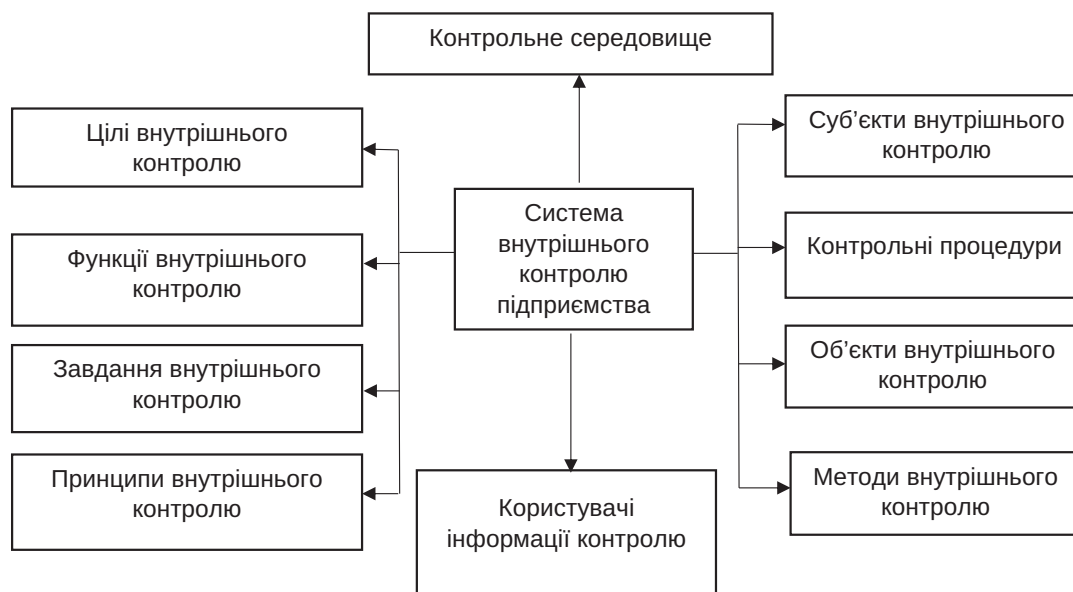 Контрольне середовище
Цілі внутрішнього
контролю
Функції внутрішнього
контролю
Завдання внутрішнього
контролю
Принципи внутрішнього
контролю
Система
внутрішнього
контролю
підприємства
Користувачі
інформації контролю
Суб’єкти внутрішнього
контролю
Контрольні процедури
Об’єкти внутрішнього
контролю
Методи внутрішнього
контролю